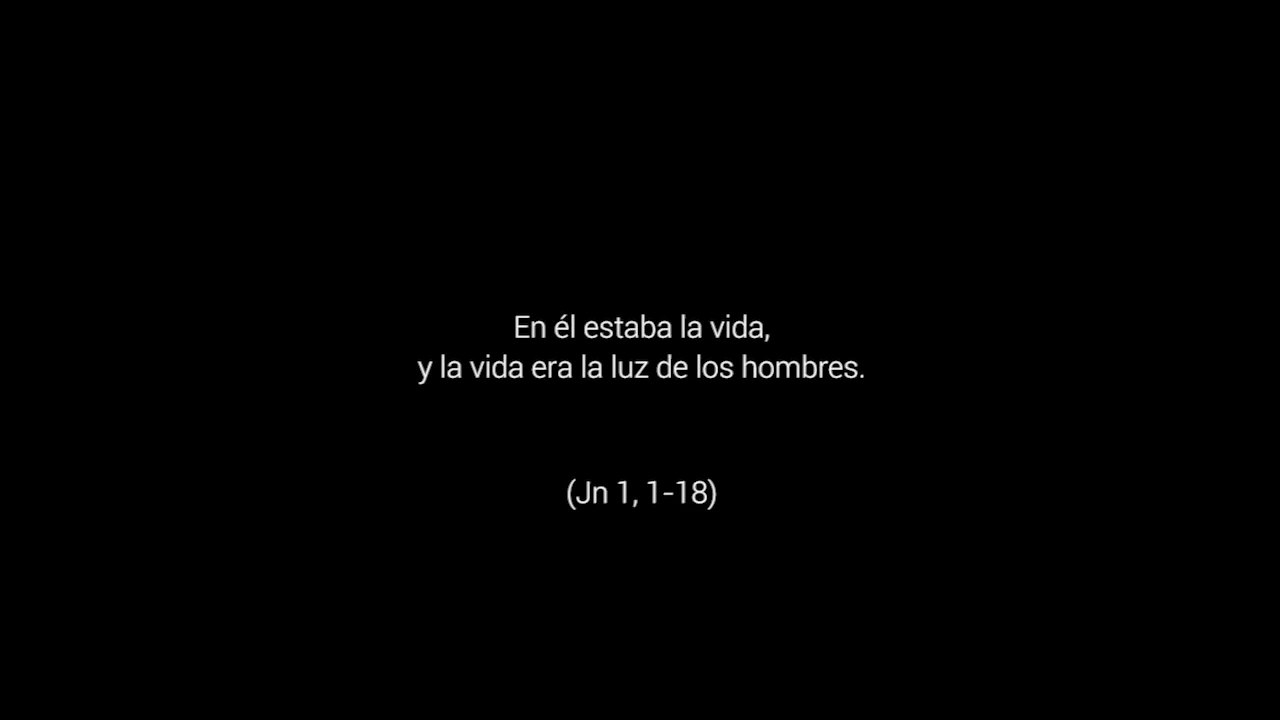 En él estaba la vida,
y la vida era la luz de los hombres.
(Jn 1, 1-18)